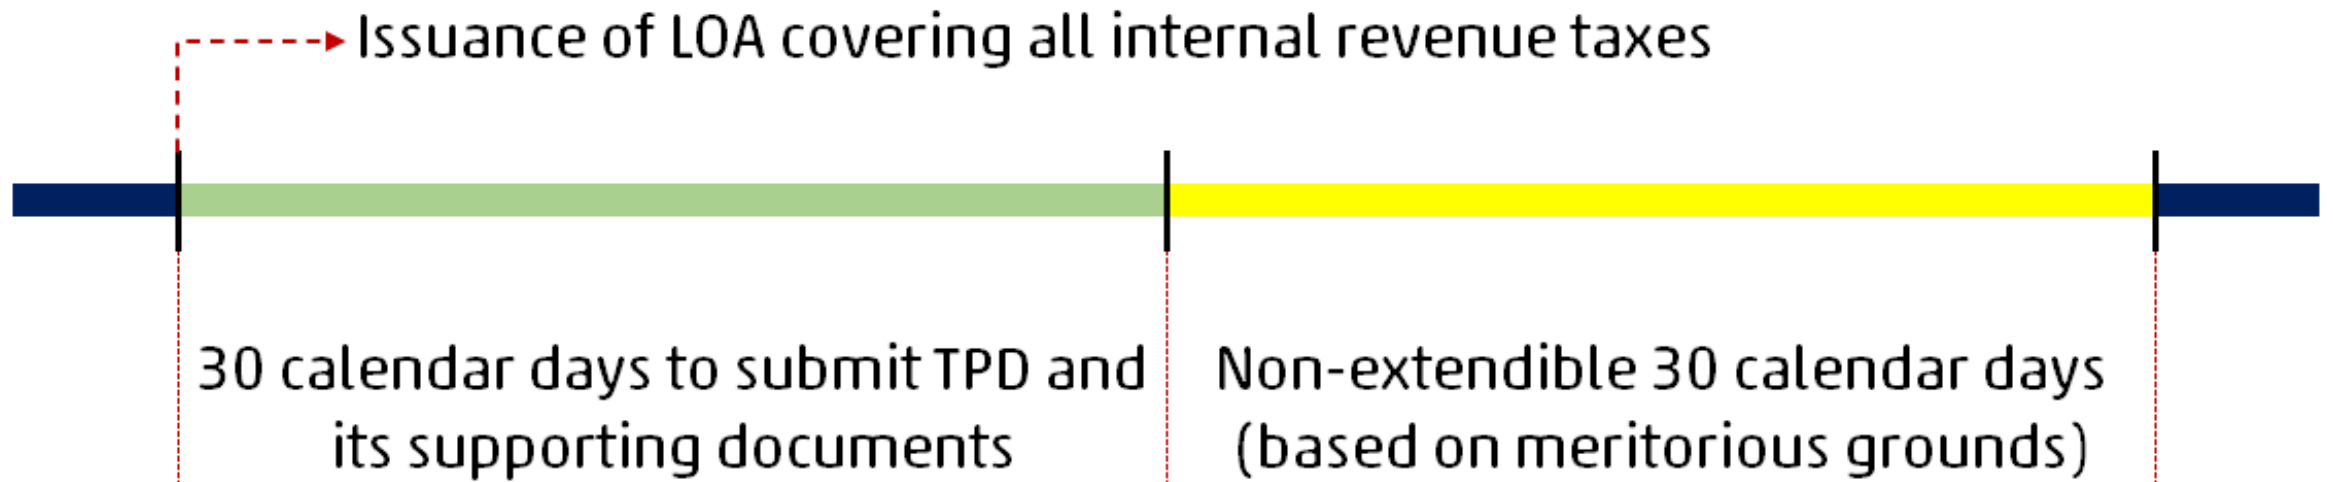 Issuance of LOA covering all internal revenue taxes
30 calendar days to submit TPD and
its supporting documents
Non-extendible 30 calendar days
(based on meritorious grounds)